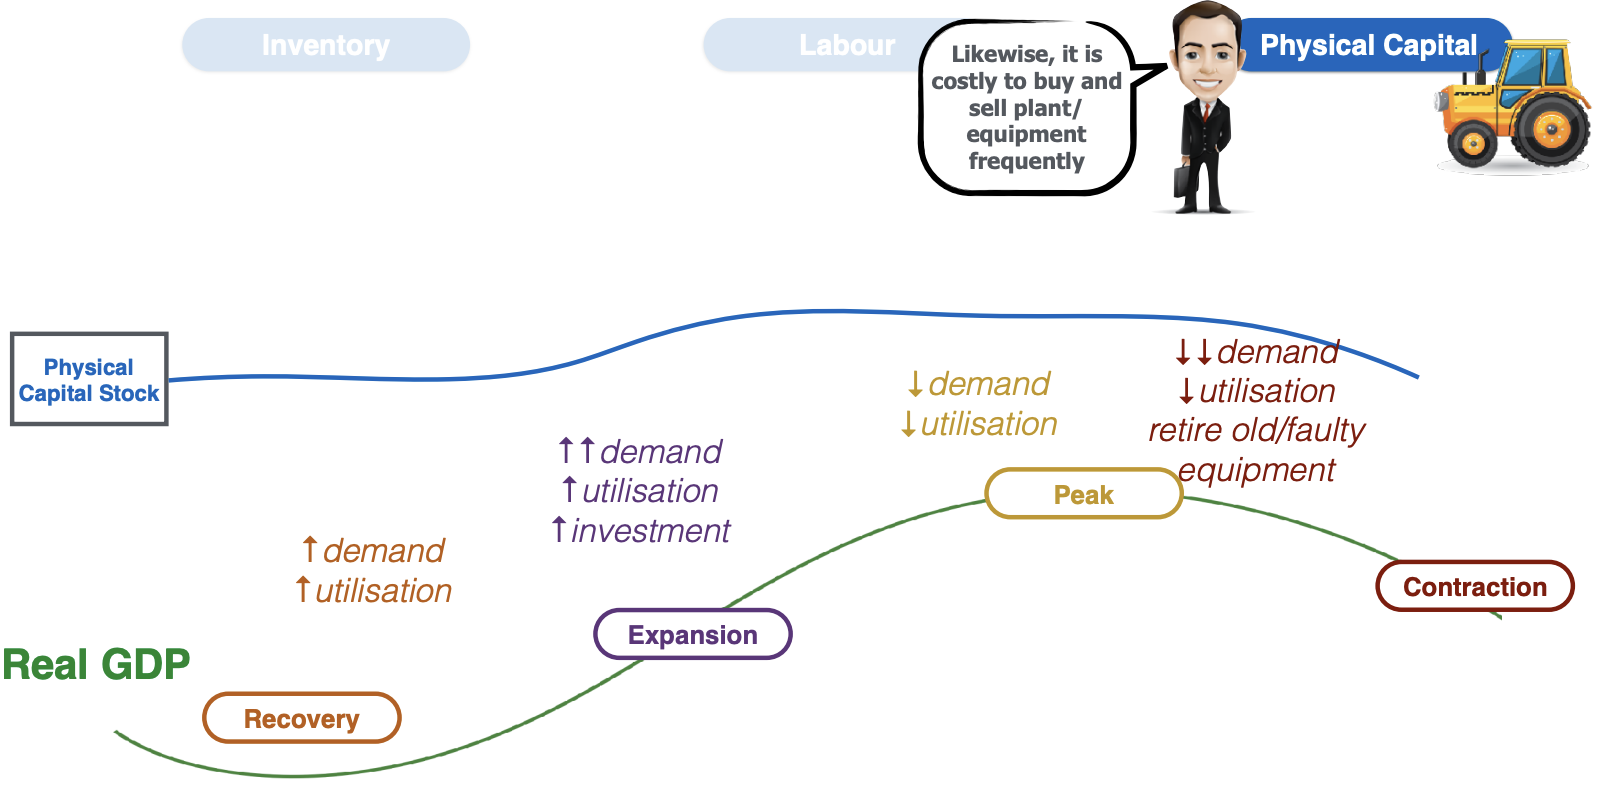 Inventory
Labour
Physical Capital
Likewise, it is
costly to buy and
sell plant/
equipment
frequently
Physical
Capital Stock
↓↓demand
↓utilisation
retire old/faulty
equipment
↓demand
↓utilisation
↑↑demand
↑utilisation
↑investment
Peak
↑demand
↑utilisation
Contraction
Expansion
Real GDP
Recovery